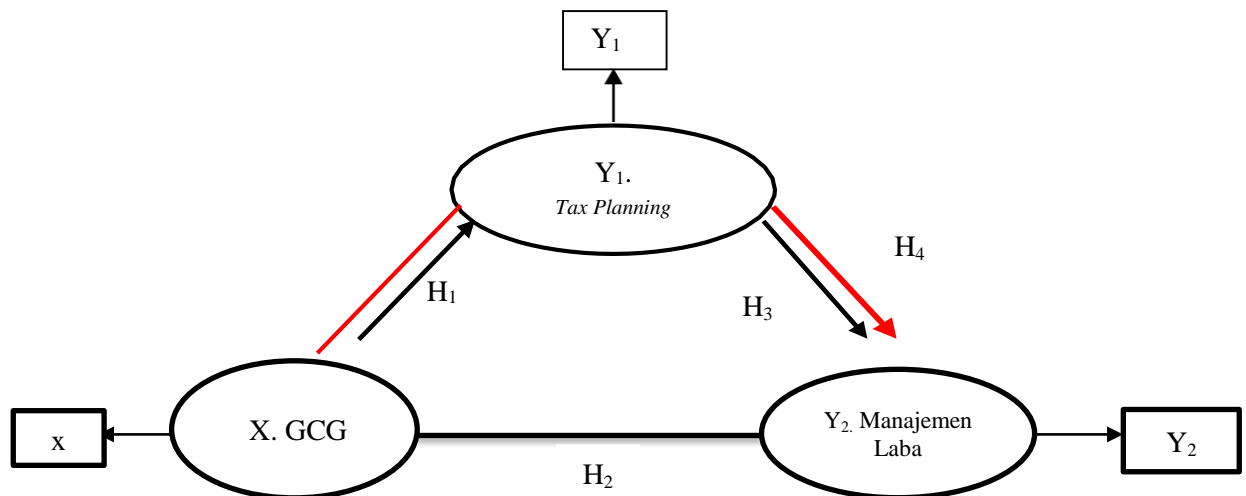 Y₁
Y₁.
Tax Planning
H₄
H₁
H₃
X. GCG
Y₂. Manajemen
Laba
x
Y₂
H₂